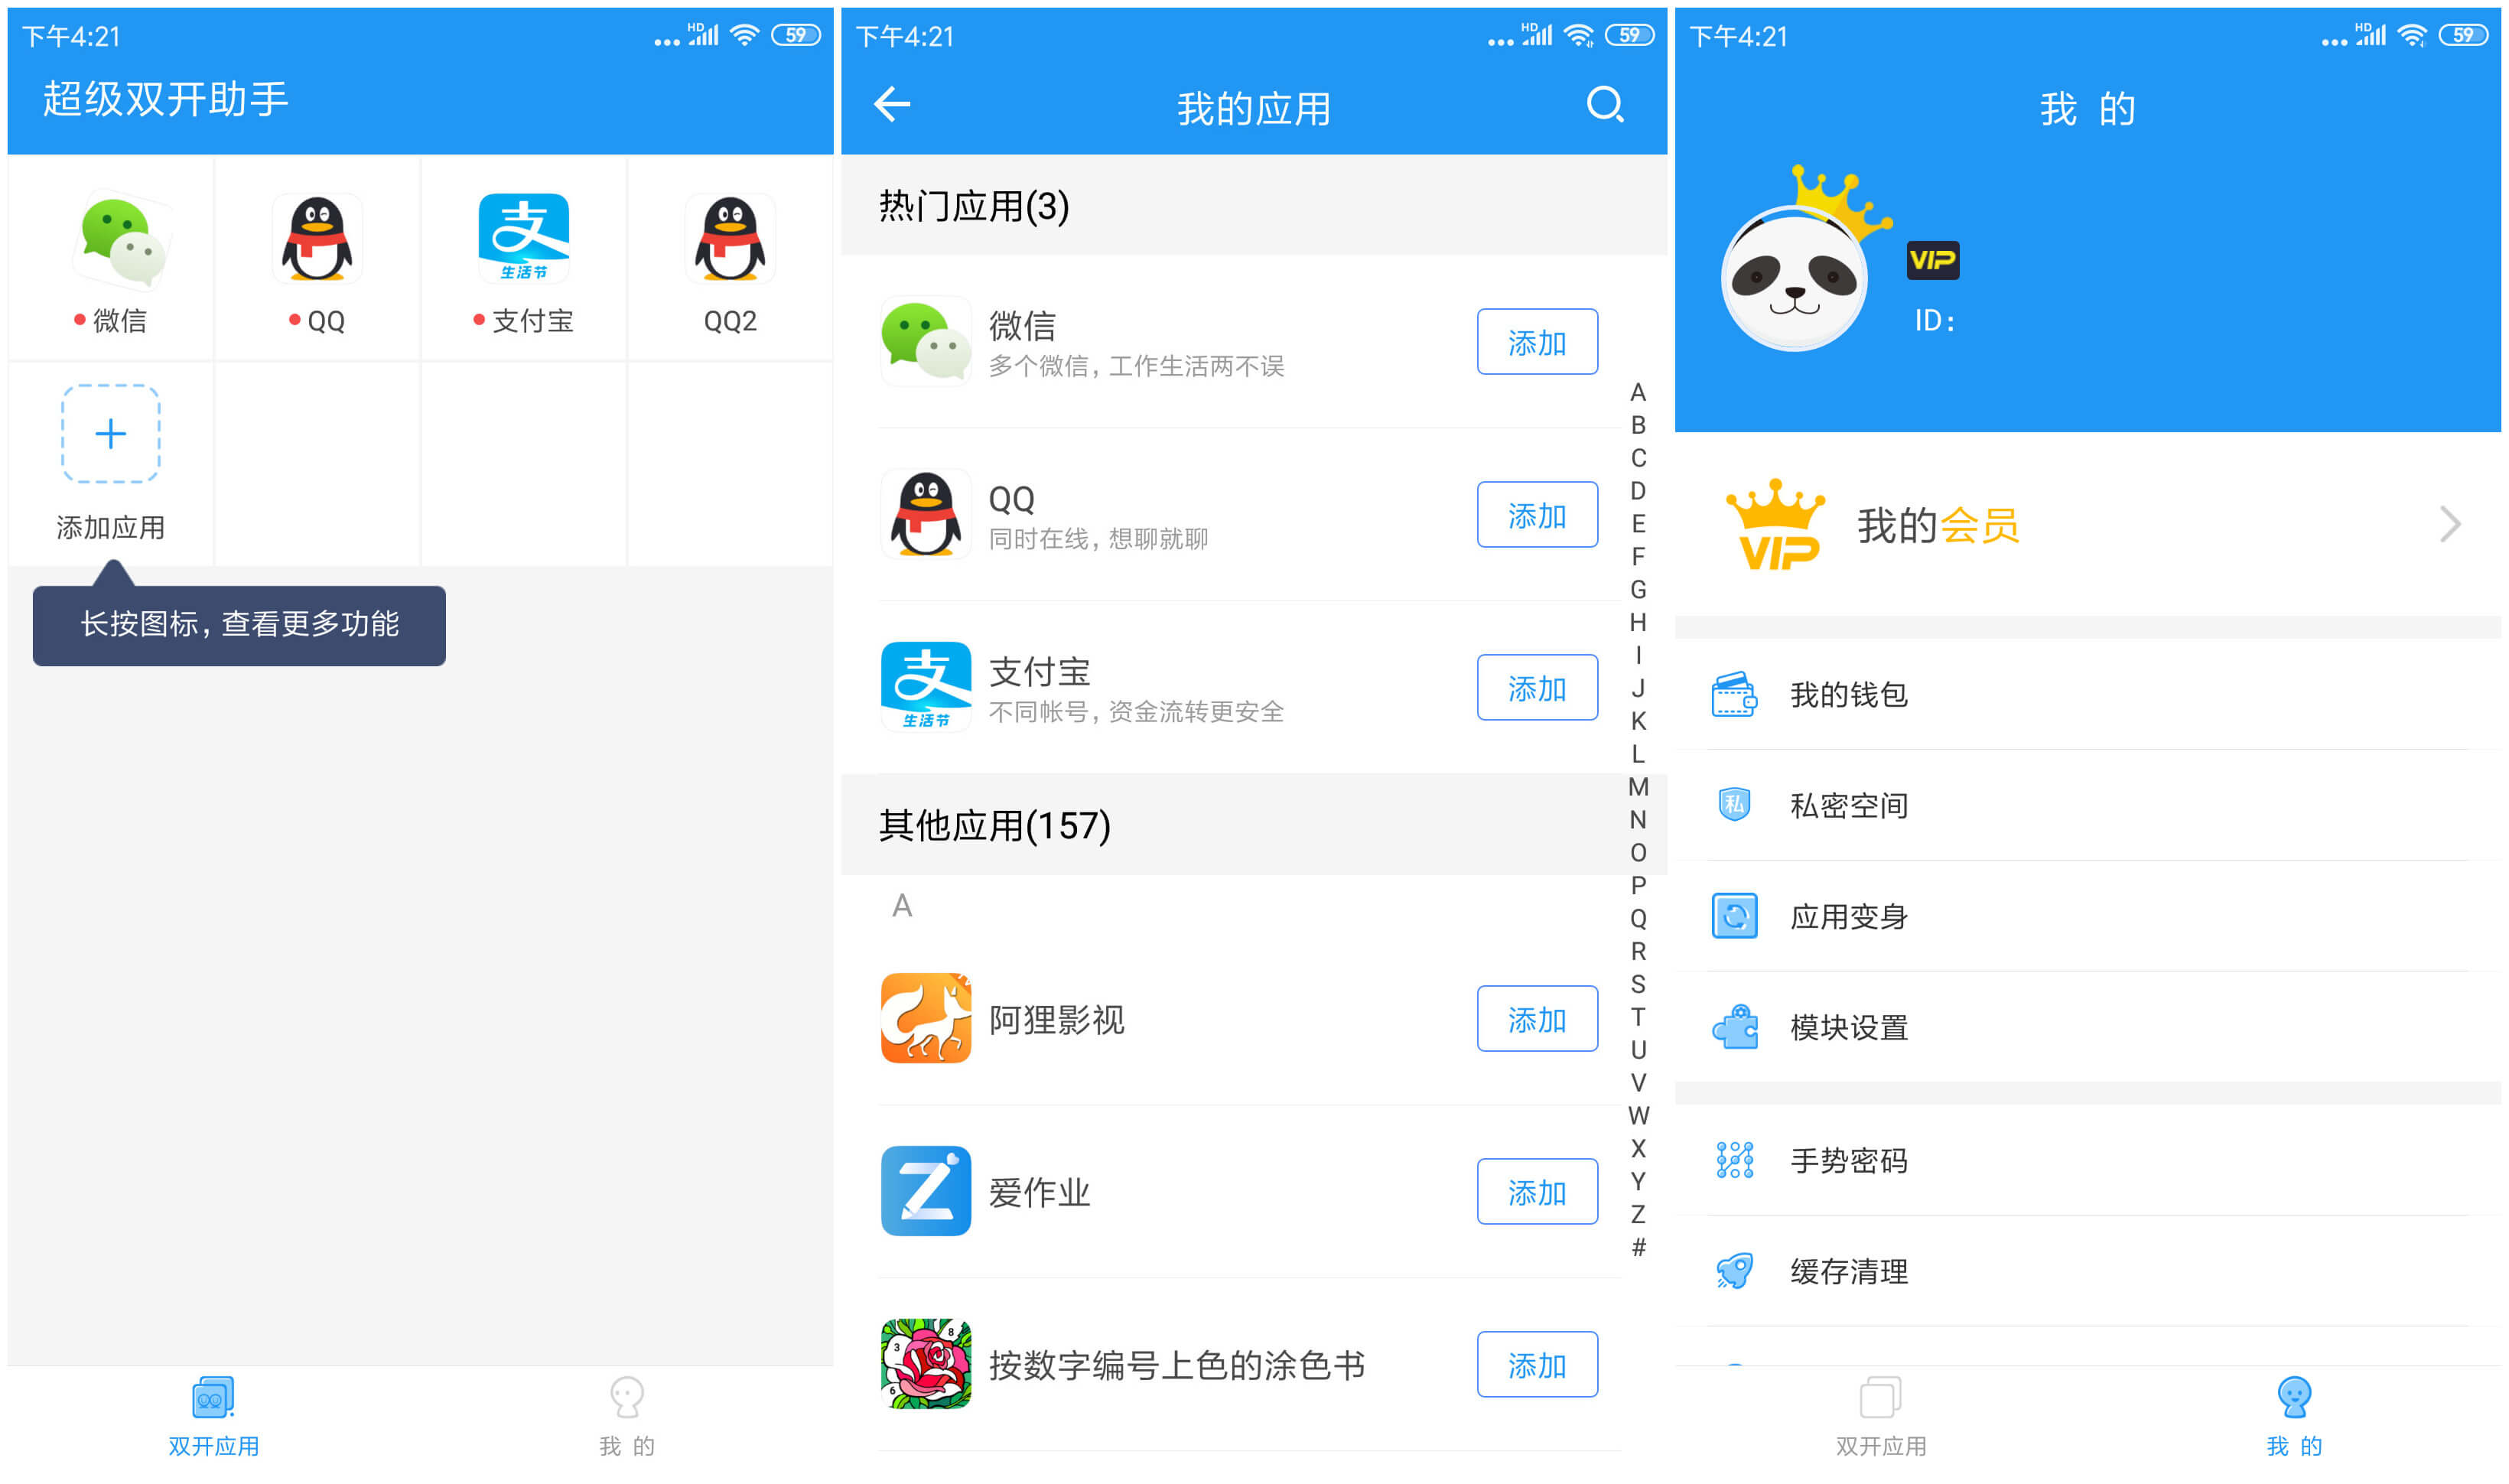 下午4:21
HD
59
超级双开助手
支
生活节
微信
QQ
支付宝
QQ2
添加应用
长按图标，查看更多功能
双开应用
我 的
下午4:21
HD
59
我的应用
热门应用(3)
微信
多个微信，工作生活两不误
添加
QQ
同时在线，想聊就聊
添加
支
生活节
支付宝
不同帐号，资金流转更安全
添加
其他应用(157)
A
阿狸影视
添加
爱作业
添加
3
8
6
按数字编号上色的涂色书
添加
A
B
C
D
E
F
G
H
I
J
K
L
M
N
O
P
Q
R
S
T
U
V
W
X
Y
Z
#
下午4:21
HD
59
我 的
VIP
ID：
VIP
我的会员
我的钱包
私
私密空间
应用变身
模块设置
手势密码
缓存清理
双开应用
我 的